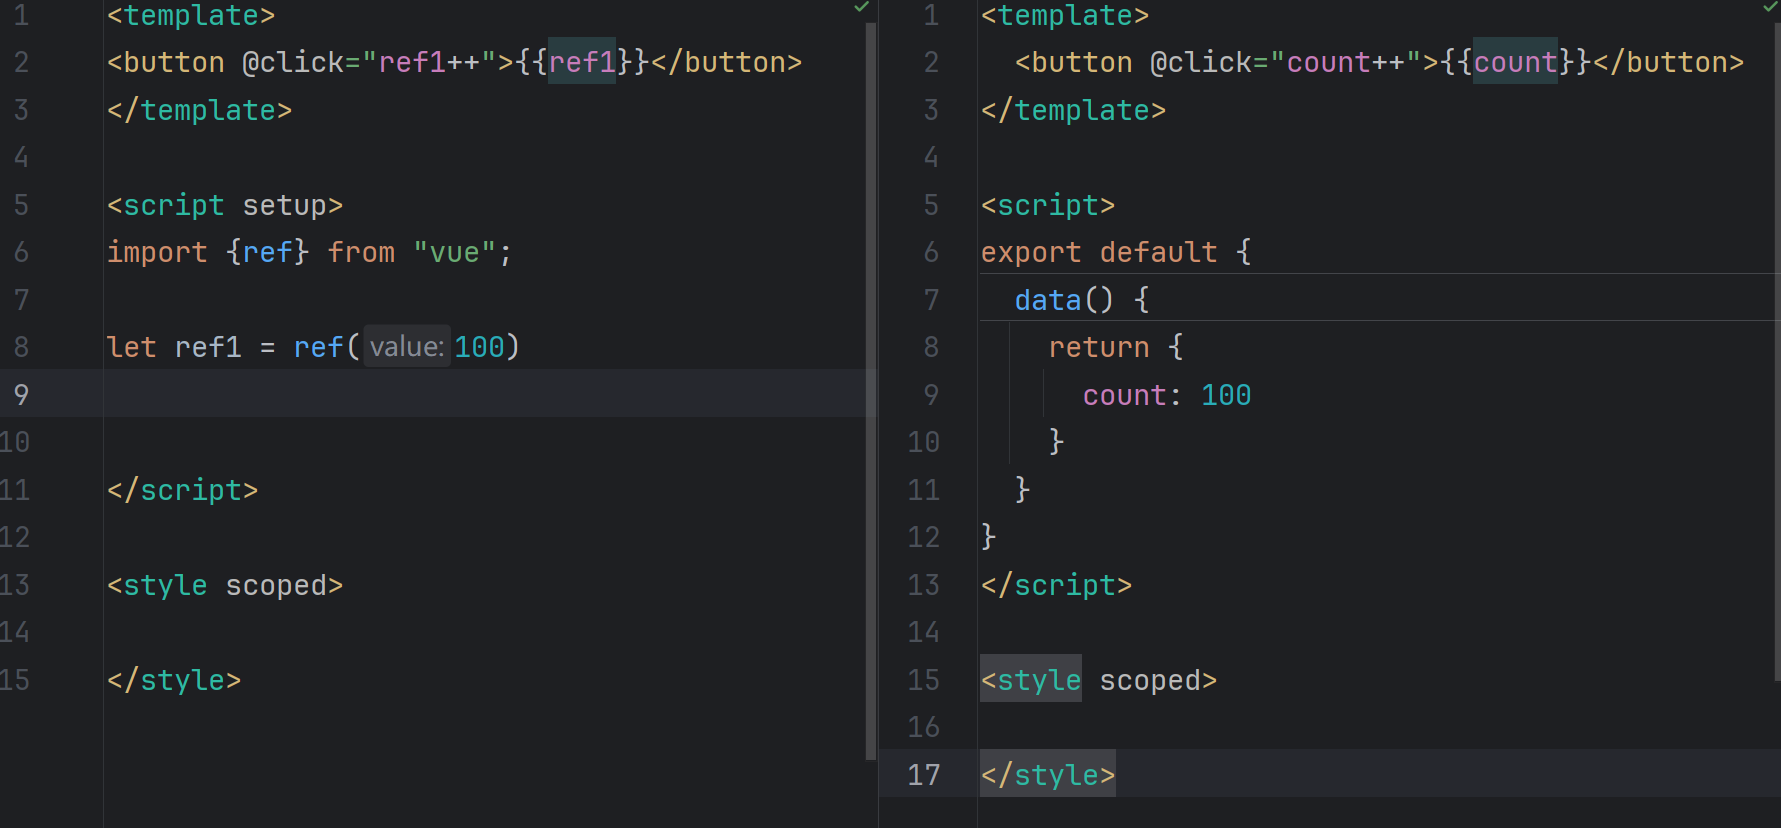 1 <template>
2 <button @click="ref1++">{{ref1}}</button>
3 </template>
4
5 <script setup>
6 import {ref} from "vue";
7
8 let ref1 = ref( value: 100)
9
10
11 </script>
12
13 <style scoped>
14
15 </style>
1 <template>
2   <button @click="count++">{{count}}</button>
3 </template>
4
5 <script>
6 export default {
7   data() {
8     return {
9       count: 100
10     }
11   }
12 }
13 </script>
14
15 <style scoped>
16
17 </style>